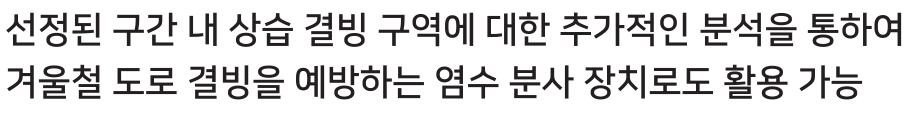 선정된 구간 내 상습 결빙 구역에 대한 추가적인 분석을 통하여
겨울철 도로 결빙을 예방하는 염수 분사 장치로도 활용 가능